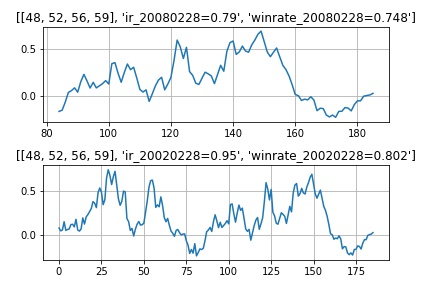 [[48, 52, 56, 59], 'ir_20080228=0.79', 'winrate_20080228=0.748']
0.5
0.0
80 100 120 140 160 180
[[48, 52, 56, 59], 'ir_20020228=0.95', 'winrate_20020228=0.802']
0.5
0.0
0 25 50 75 100 125 150 175